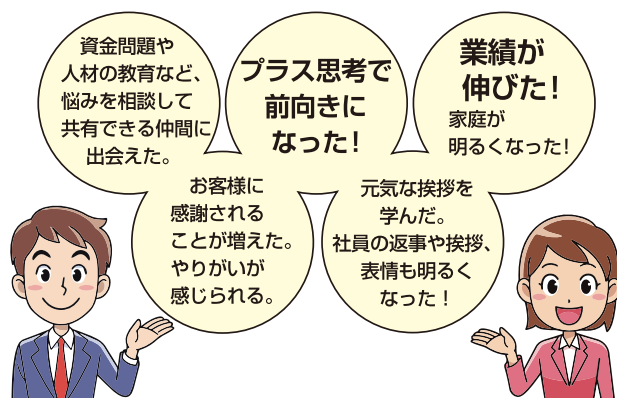 資金問題や
人材の教育など、
悩みを相談して
共有できる仲間に
出会えた。
プラス思考で
前向きに
なった！
業績が
伸びた！
家庭が
明るくなった！
お客様に
感謝される
ことが増えた。
やりがいが
感じられる。
元気な挨拶を
学んだ。
社員の返事や挨拶、
表情も明るく
なった！